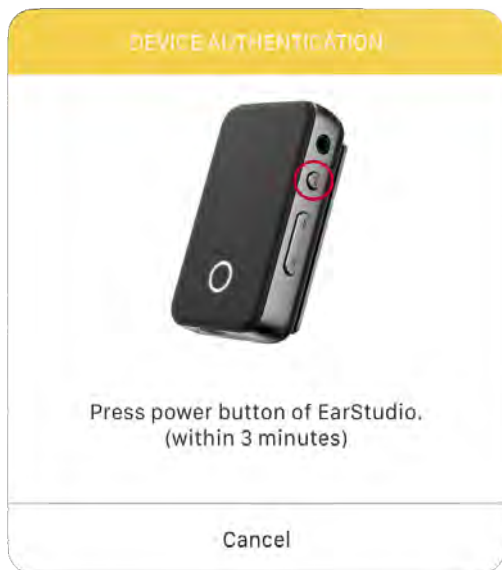 DEVICE AUTHENTICATION
Press power button of EarStudio.
(within 3 minutes)
Cancel